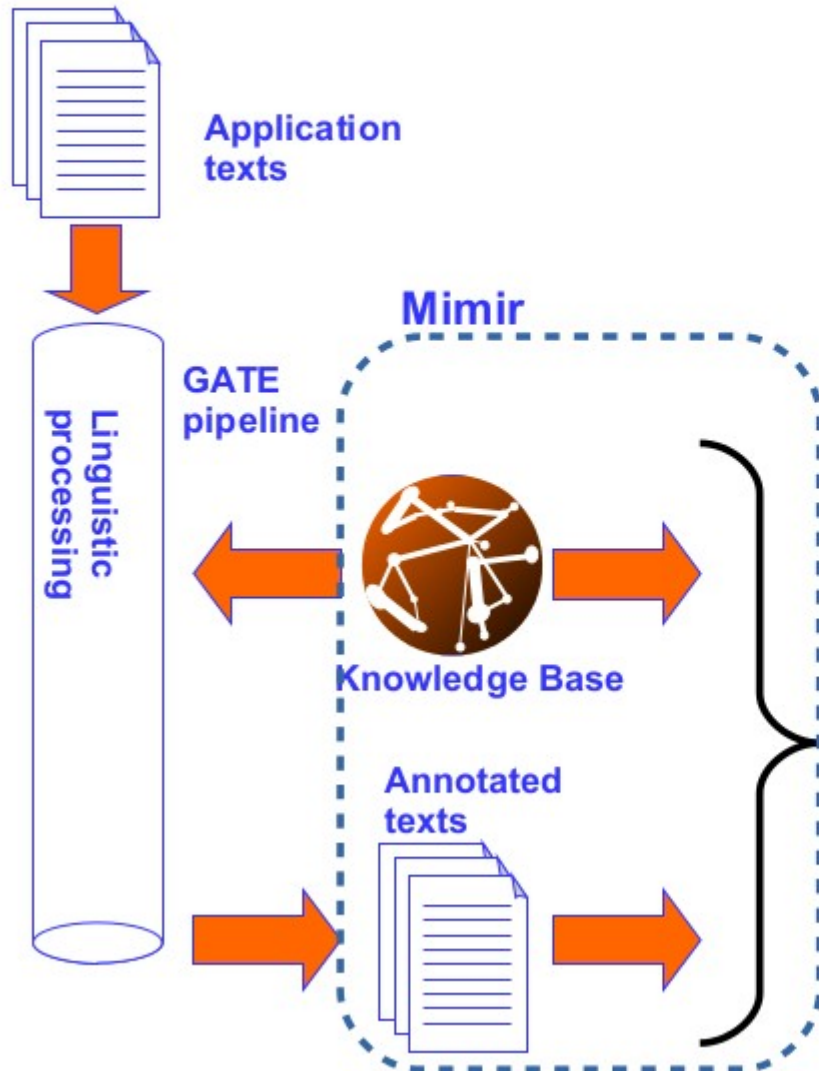 Application
texts
Mimir
GATE
pipeline
Linguistic
processing
Knowledge Base
Annotated
texts